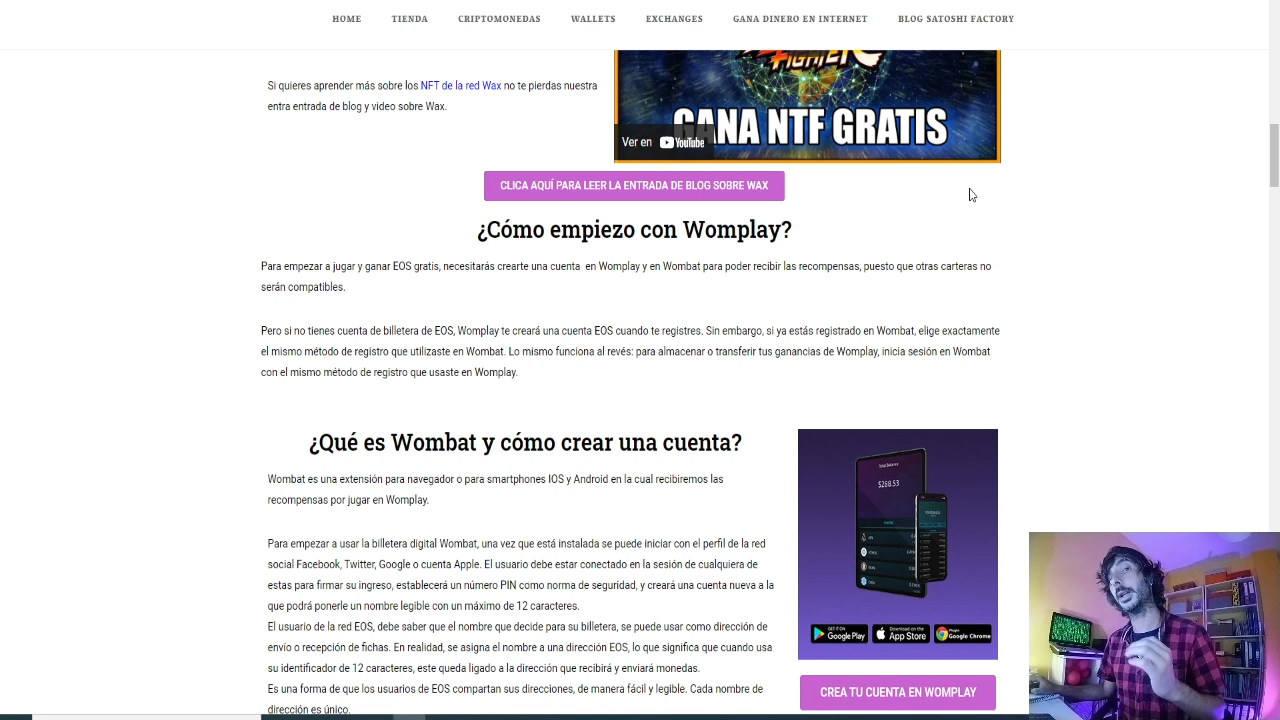 HOME TIENDA CRIPTOMONEDAS WALLETS EXCHANGES GANA DINERO EN INTERNET BLOG SATOSHI FACTORY
Si quieres aprender más sobre los NFT de la red Wax no te pierdas nuestra
entra entrada de blog y video sobre Wax.
FIGHTER
GANA NTF GRATIS
Ver en YouTube
CLICA AQUÍ PARA LEER LA ENTRADA DE BLOG SOBRE WAX
¿Cómo empiezo con Womplay?
Para empezar a jugar y ganar EOS gratis, necesitarás crearte una cuenta en Womplay y en Wombat para poder recibir las recompensas, puesto que otras carteras no
serán compatibles.
Pero si no tienes cuenta de billetera de EOS, Womplay te creará una cuenta EOS cuando te registres. Sin embargo, si ya estás registrado en Wombat, elige exactamente
el mismo método de registro que utilizaste en Wombat. Lo mismo funciona al revés: para almacenar o transferir tus ganancias de Womplay, inicia sesión en Wombat
con el mismo método de registro que usaste en Womplay.
¿Qué es Wombat y cómo crear una cuenta?
Wombat es una extensión para navegador o para smartphones IOS y Android en la cual recibiremos las
recompensas por jugar en Womplay.
Para empezar a usar la billetera digital Wombat, una vez que está instalada se puede iniciar con el perfil de la red
social Facebook, Twitter, Google o cuenta Apple. El usuario debe estar conectado en la sesión de cualquiera de
estas para firmar su ingreso, establecerá un número PIN como norma de seguridad, y creará una cuenta nueva a la
que podrá ponerle un nombre legible con un máximo de 12 caracteres.
El usuario de la red EOS, debe saber que el nombre que decide para su billetera, se puede usar como dirección de
envío o recepción de fichas. En realidad, se asigna el nombre a una dirección EOS, lo que significa que cuando usa
su identificador de 12 caracteres, este queda ligado a la dirección que recibirá y enviará monedas.
Es una forma de que los usuarios de EOS compartan sus direcciones, de manera fácil y legible. Cada nombre de
dirección es único.
Total Balance
$288.53
GET IT ON Google Play
Download on the App Store
Google Chrome
CREA TU CUENTA EN WOMPLAY